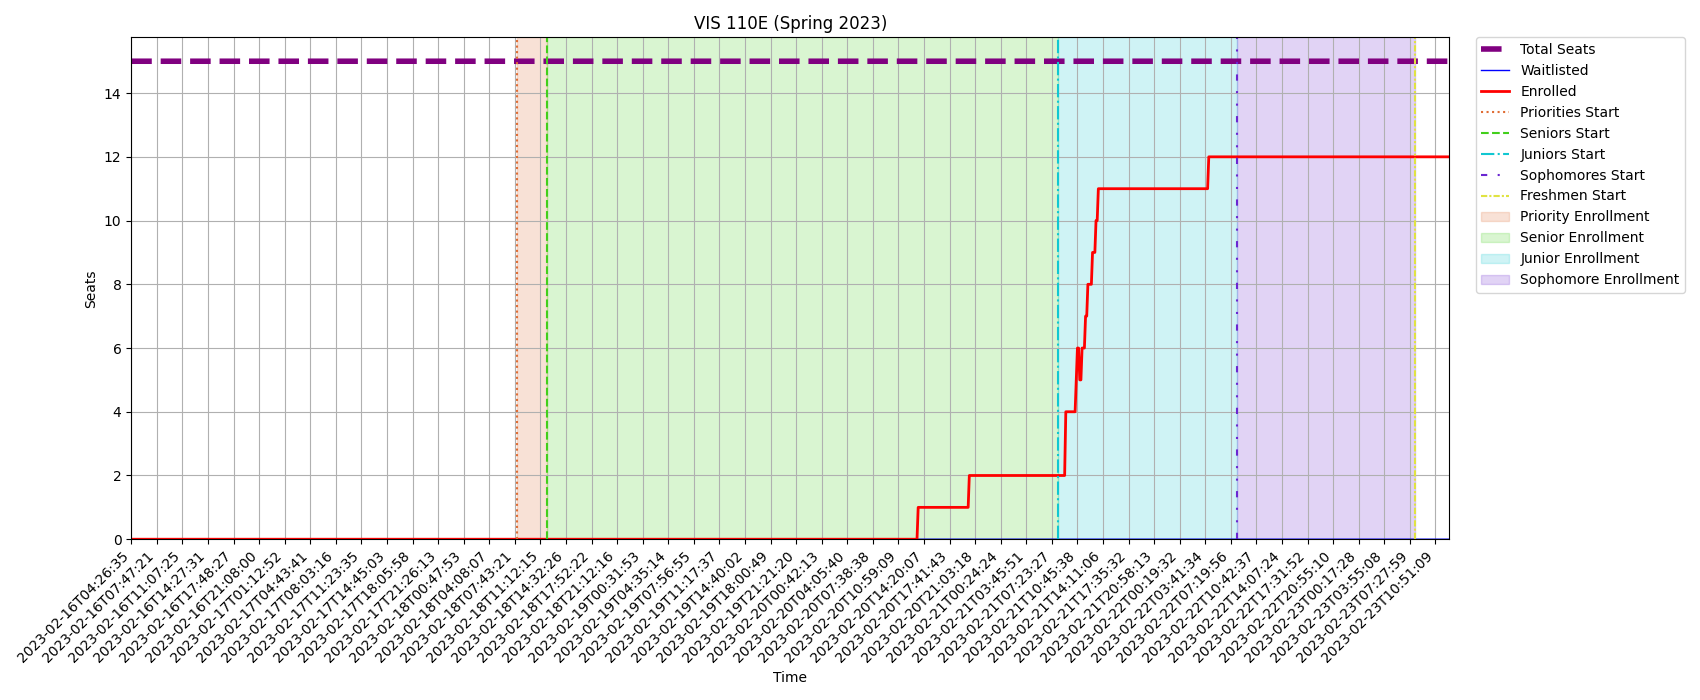 VIS 110E (Spring 2023)
Total Seats
Waitlisted
Enrolled
Priorities Start
Seniors Start
Juniors Start
Sophomores Start
Freshmen Start
Priority Enrollment
Senior Enrollment
Junior Enrollment
Sophomore Enrollment
Seats
14
12
10
8
6
4
2
0
2023-02-16T04:26:35
2023-02-16T07:47:21
2023-02-16T11:07:25
2023-02-16T14:27:31
2023-02-16T17:48:27
2023-02-16T21:08:00
2023-02-17T01:12:52
2023-02-17T04:43:41
2023-02-17T08:03:16
2023-02-17T11:23:35
2023-02-17T14:45:03
2023-02-17T18:05:58
2023-02-17T21:26:13
2023-02-18T00:47:53
2023-02-18T04:08:07
2023-02-18T07:43:21
2023-02-18T11:12:15
2023-02-18T14:32:26
2023-02-18T17:52:22
2023-02-18T21:12:16
2023-02-19T00:31:53
2023-02-19T04:35:14
2023-02-19T07:56:55
2023-02-19T11:17:37
2023-02-19T14:40:02
2023-02-19T18:00:49
2023-02-19T21:21:20
2023-02-20T00:42:13
2023-02-20T04:05:40
2023-02-20T07:38:38
2023-02-20T10:59:09
2023-02-20T14:20:07
2023-02-20T17:41:43
2023-02-20T21:03:18
2023-02-21T00:24:24
2023-02-21T03:45:51
2023-02-21T07:23:27
2023-02-21T10:45:38
2023-02-21T14:11:06
2023-02-21T17:35:32
2023-02-21T20:58:13
2023-02-22T00:19:32
2023-02-22T03:41:34
2023-02-22T07:19:56
2023-02-22T10:42:37
2023-02-22T14:07:24
2023-02-22T17:31:52
2023-02-22T20:55:10
2023-02-23T00:17:28
2023-02-23T03:55:08
2023-02-23T07:27:59
2023-02-23T10:51:09
Time